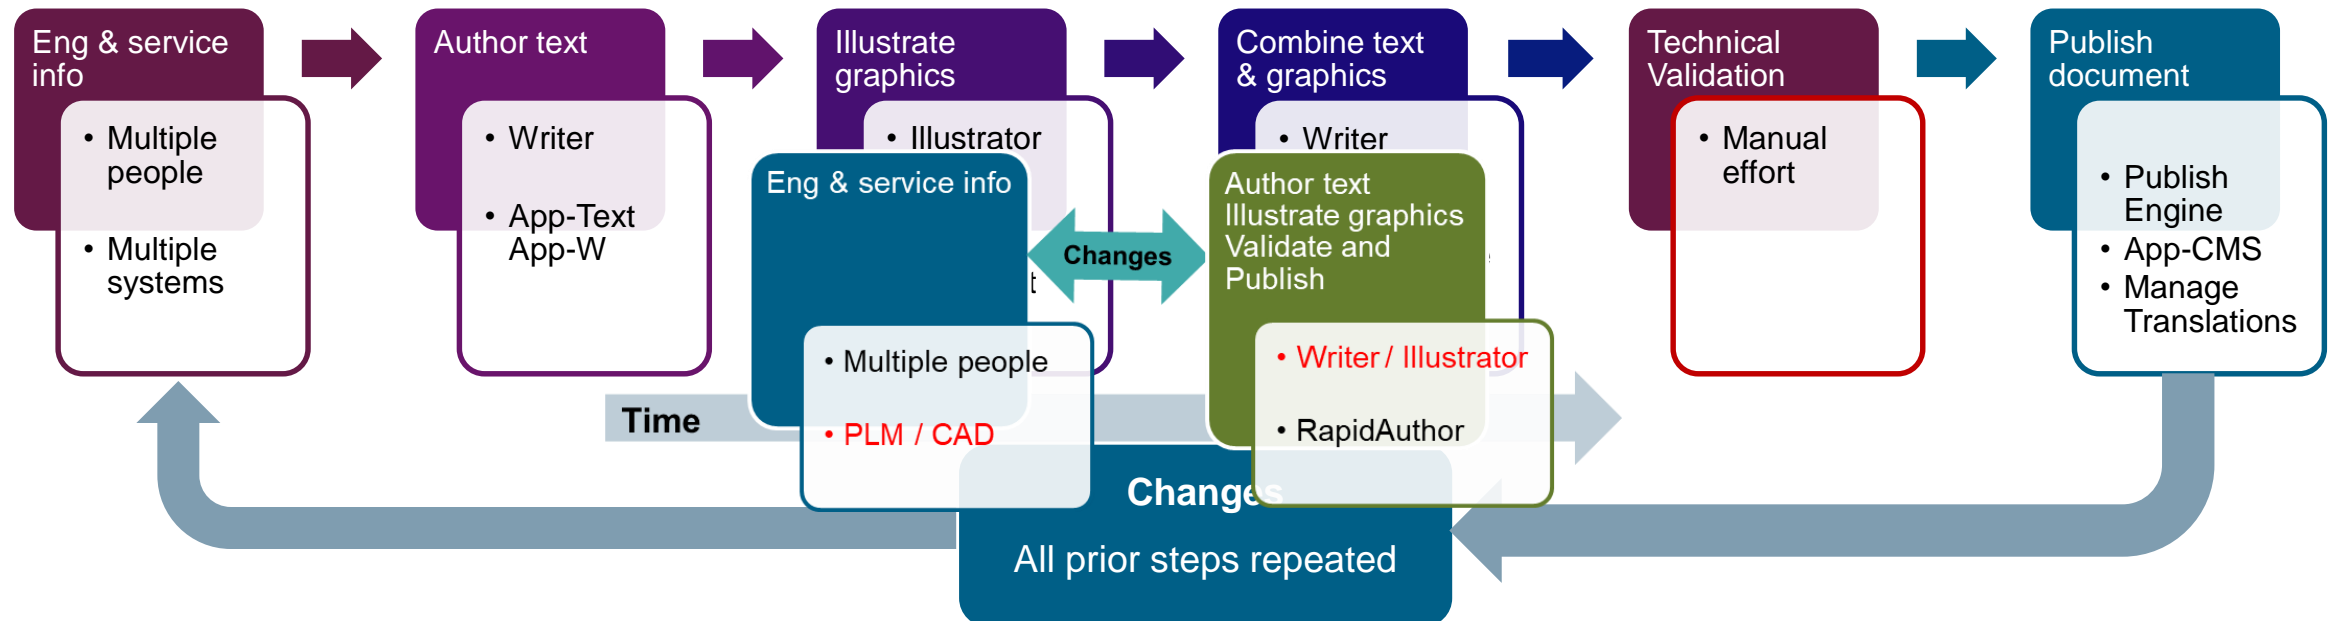 Eng & service
info
• Multiple
people
• Multiple
systems
Author text
• Writer
• App-Text
App-W
Illustrate
graphics
• Illustrator
Combine text
& graphics
• Writer
Technical
Validation
• Manual
effort
Publish
document
• Publish
Engine
• App-CMS
• Manage
Translations
Eng & service info
• Multiple people
• PLM / CAD
Changes
Author text
Illustrate graphics
Validate and
Publish
• Writer / Illustrator
• RapidAuthor
Time
Changes
All prior steps repeated